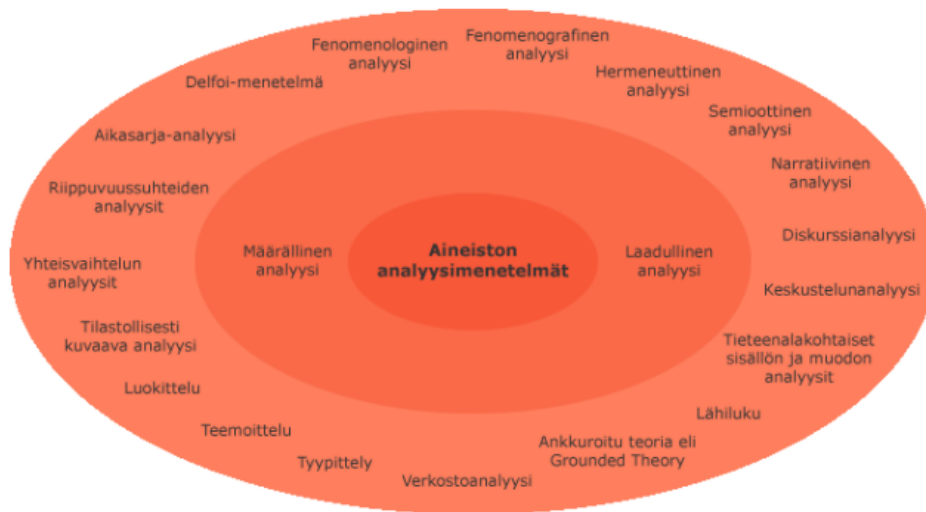 Fenomenologinen
analyysi
Fenomenografinen
analyysi
Hermeneuttinen
analyysi
Semioottinen
analyysi
Narratiivinen
analyysi
Diskurssianalyysi
Keskustelunanalyysi
Tieteenalakohtaiset
sisällön ja muodon
analyysit
Lähiluku
Ankkuroitu teoria eli
Grounded Theory
Verkostoanalyysi
Tyypittely
Teemoittelu
Luokittelu
Tilastollisesti
kuvaava analyysi
Yhteisvaihtelun
analyysit
Riippuvuussuhteiden
analyysit
Aikasarja-analyysi
Delfoi-menetelmä
Määrällinen
analyysi
Aineiston
analyysimenetelmät
Laadullinen
analyysi